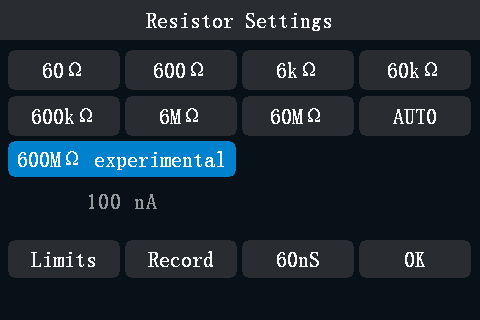 Resistor Settings
60Ω 600Ω 6kΩ 60kΩ
600kΩ 6MΩ 60MΩ AUTO
600MΩ experimental
100 nA
Limits Record 60nS OK